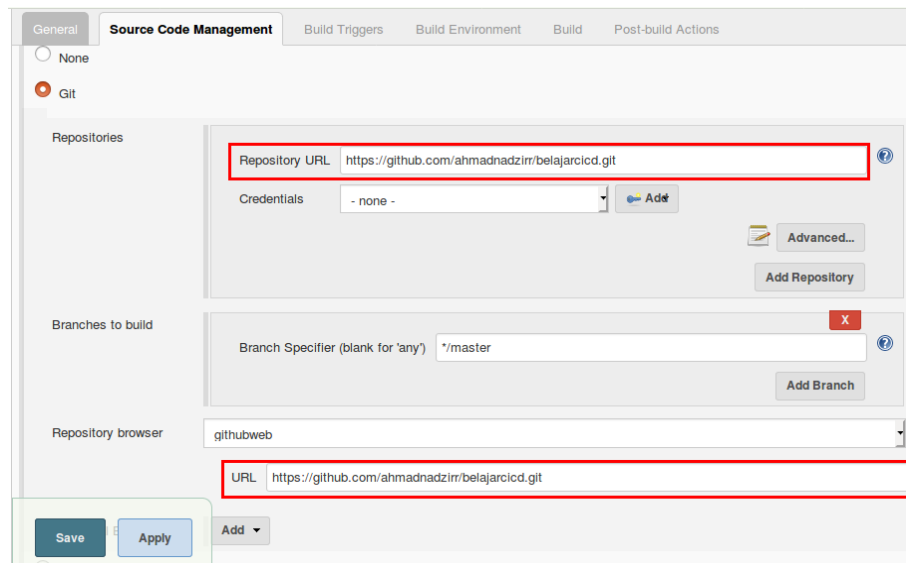 General Source Code Management Build Triggers Build Environment Build Post-build Actions
None
Git
Repositories
Repository URL https://github.com/ahmadnadzirr/belajarcicd.git
Credentials - none - Add
Advanced...
Add Repository
Branches to build
X
Branch Specifier (blank for 'any') */master
Add Branch
Repository browser githubweb
URL https://github.com/ahmadnadzirr/belajarcicd.git
Save Apply Add